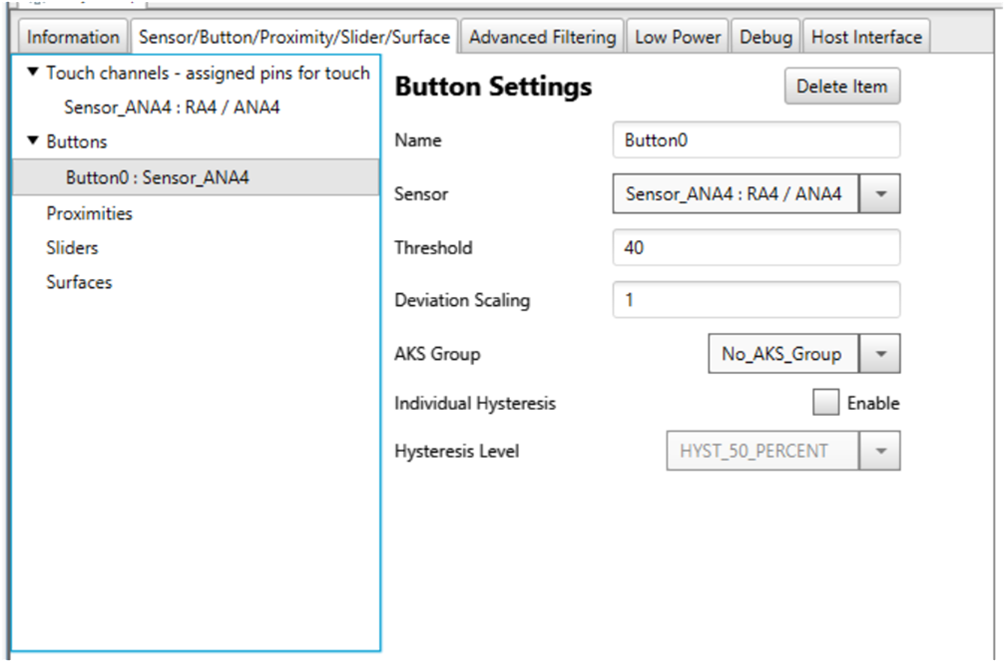 Information Sensor/Button/Proximity/Slider/Surface Advanced Filtering Low Power Debug Host Interface
Touch channels - assigned pins for touch
Sensor_ANA4 : RA4 / ANA4
Buttons
Button0 : Sensor_ANA4
Proximities
Sliders
Surfaces
Button Settings Delete Item
Name Button0
Sensor Sensor_ANA4 : RA4 / ANA4
Threshold 40
Deviation Scaling 1
AKS Group No_AKS_Group
Individual Hysteresis Enable
Hysteresis Level HYST_50_PERCENT